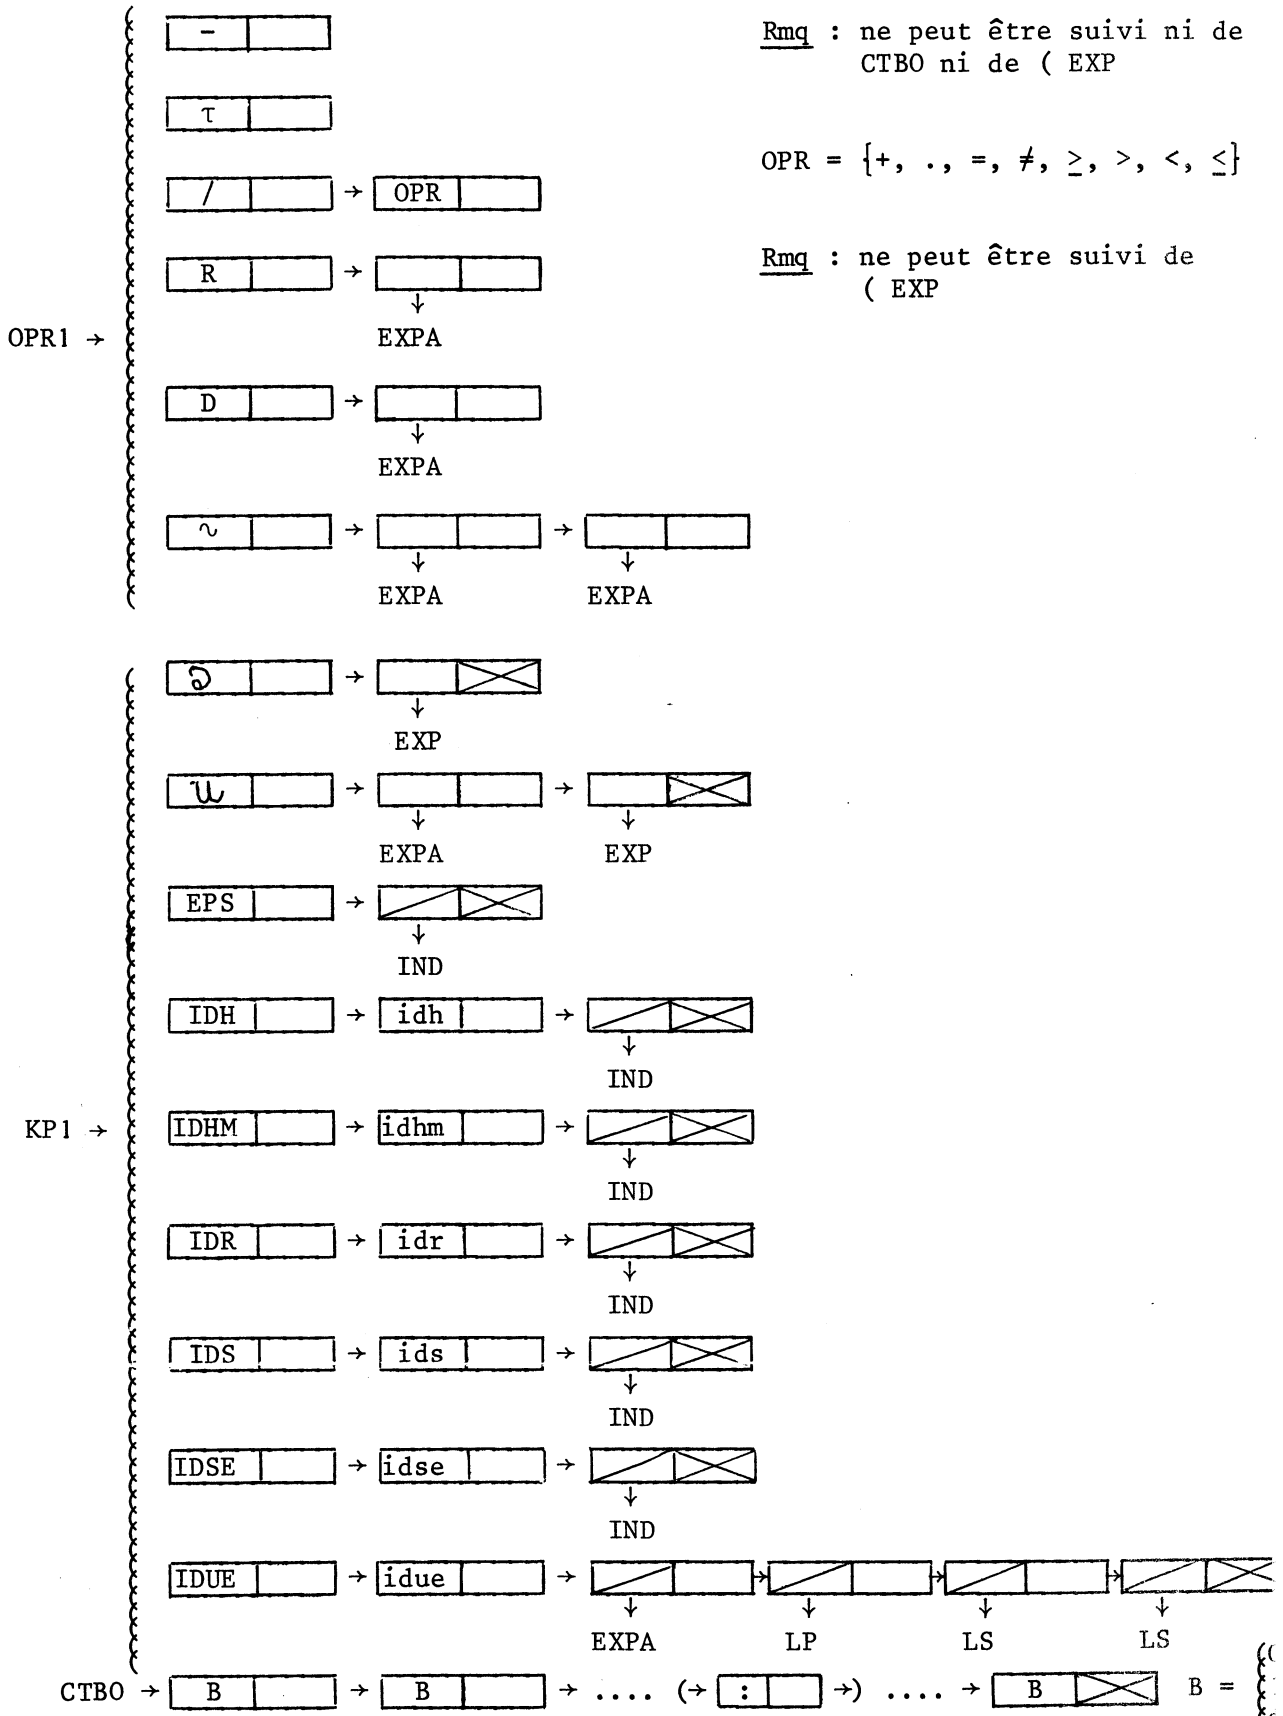 -
Rmq : ne peut être suivi ni de
CTBO ni de ( EXP
τ
OPR = {+, ., =, ≠, ≥, >, <, ≤}
/ → OPR
Rmq : ne peut être suivi de
( EXP
R →
↓
OPR1 → EXPA
D →
↓
EXPA
~ → →
↓ ↓
EXPA EXPA
→
↓
EXP
→ →
↓ ↓
EXPA EXP
EPS →
↓
IND
IDH → idh →
↓
IND
KP1 → IDHM → idhm →
↓
IND
IDR → idr →
↓
IND
IDS → ids →
↓
IND
IDSE → idse →
↓
IND
IDUE → idue → → → →
↓ ↓ ↓ ↓
EXPA LP LS LS
CTBO → B → B → .... (→ : →) .... → B B =